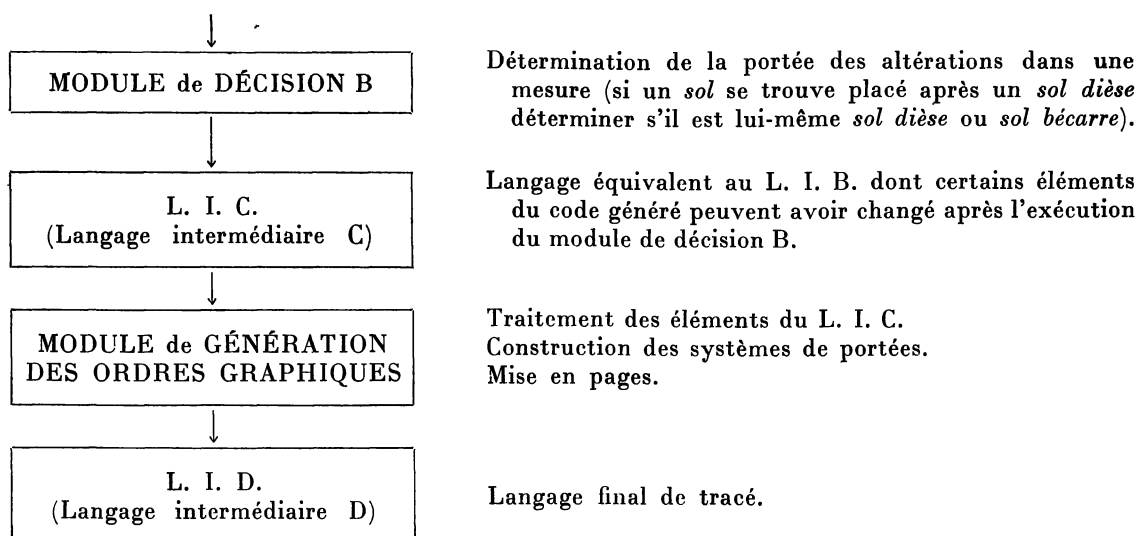 MODULE de DÉCISION B
Détermination de la portée des altérations dans une
mesure (si un sol se trouve placé après un sol dièse
déterminer s'il est lui-même sol dièse ou sol bécarre).
L. I. C.
(Langage intermédiaire C)
Langage équivalent au L. I. B. dont certains éléments
du code généré peuvent avoir changé après l'exécution
du module de décision B.
MODULE de GÉNÉRATION
DES ORDRES GRAPHIQUES
Traitement des éléments du L. I. C.
Construction des systèmes de portées.
Mise en pages.
L. I. D.
(Langage intermédiaire D)
Langage final de tracé.